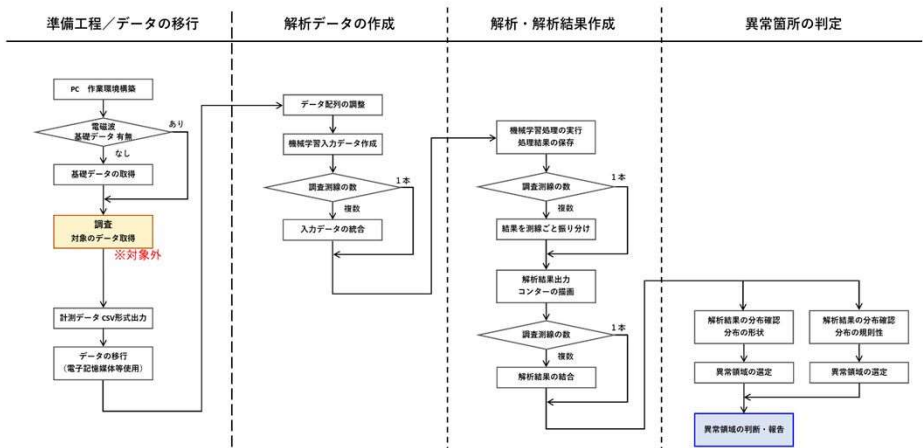 準備工程／データの移行
PC 作業環境構築
電磁波
基礎データ 有無
あり
なし
基礎データの取得
調査
対象のデータ取得
※対象外
計測データ CSV形式出力
データの移行
（電子記憶媒体等使用）
解析データの作成
データ配列の調整
機械学習入力データ作成
調査測線の数
1本
複数
入力データの統合
解析・解析結果作成
機械学習処理の実行
処理結果の保存
調査測線の数
1本
複数
結果を測線ごと振り分け
解析結果出力
コンターの描画
調査測線の数
1本
複数
解析結果の結合
異常箇所の判定
解析結果の分布確認
分布の形状
異常領域の選定
解析結果の分布確認
分布の規則性
異常領域の選定
異常領域の判断・報告